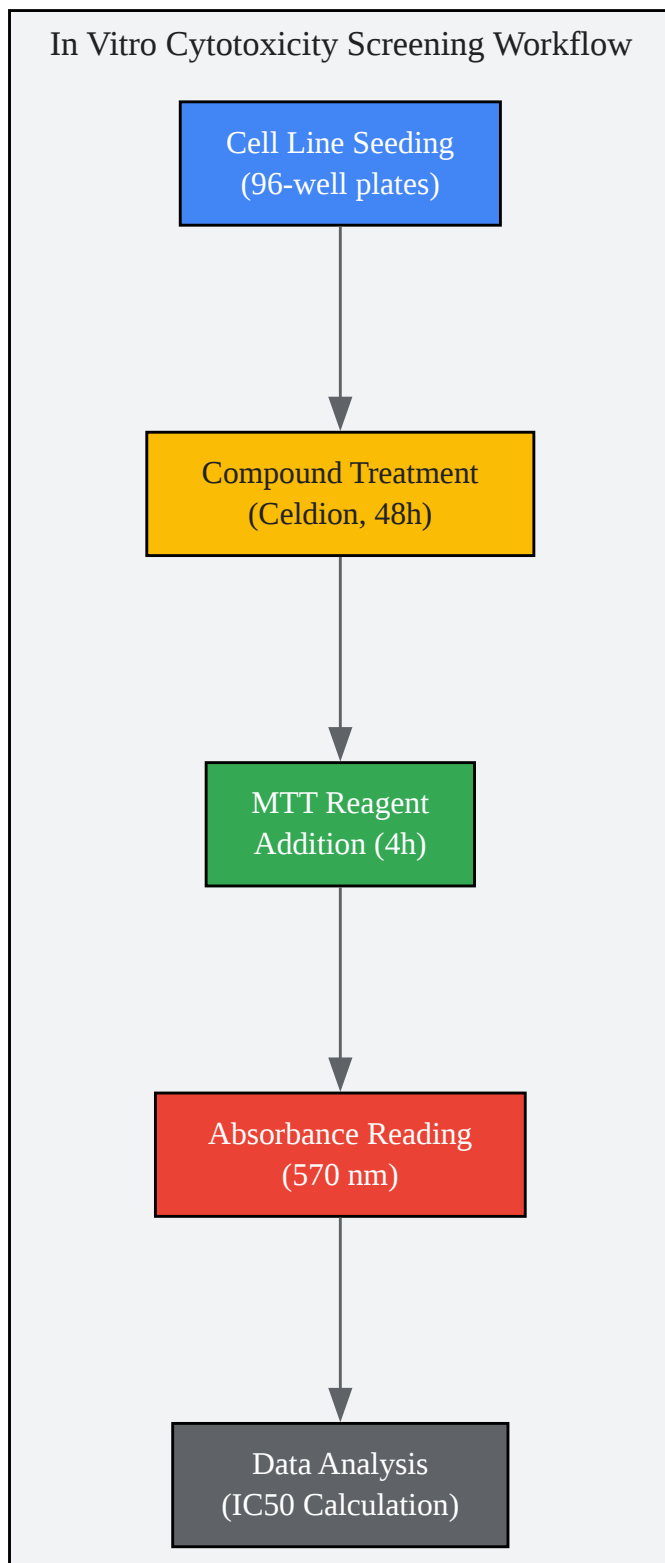 In Vitro Cytotoxicity Screening Workflow
Cell Line Seeding
(96-well plates)
Compound Treatment
(Celdion, 48h)
MTT Reagent
Addition (4h)
Absorbance Reading
(570 nm)
Data Analysis
(IC50 Calculation)